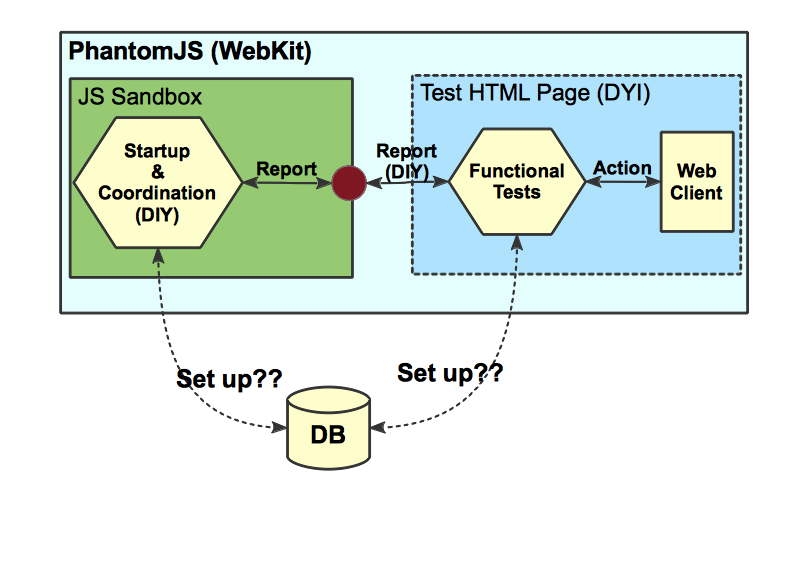 PhantomJS (WebKit)
JS Sandbox
Test HTML Page (DYI)
Startup
&
Coordination
(DIY)
Report
Report
(DIY)
Functional
Tests
Action
Web
Client
Set up??
Set up??
DB